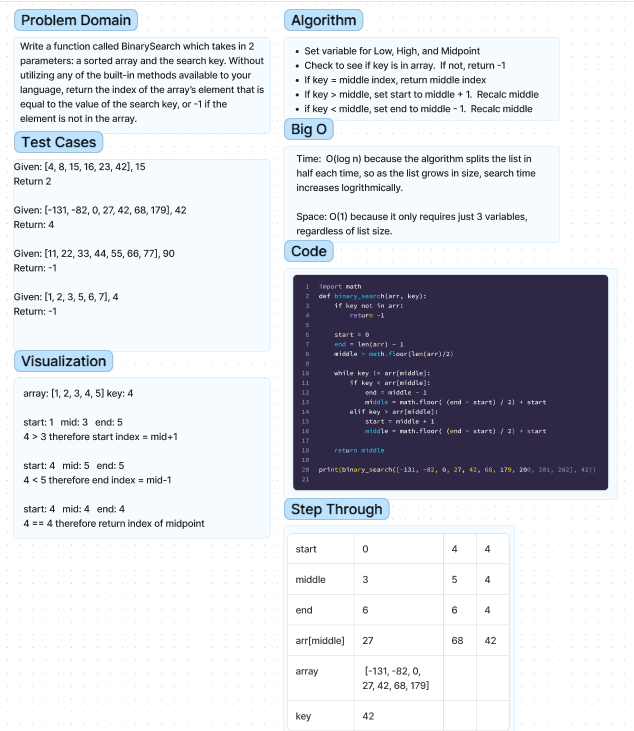 Problem Domain
Write a function called BinarySearch which takes in 2
parameters: a sorted array and the search key. Without
utilizing any of the built-in methods available to your
language, return the index of the array's element that is
equal to the value of the search key, or -1 if the
element is not in the array.
Test Cases
Given: [4, 8, 15, 16, 23, 42], 15
Return 2
Given: [-131, -82, 0, 27, 42, 68, 179], 42
Return: 4
Given: [11, 22, 33, 44, 55, 66, 77], 90
Return: -1
Given: [1, 2, 3, 5, 6, 7], 4
Return: -1
Visualization
array: [1, 2, 3, 4, 5] key: 4
start: 1 mid: 3 end: 5
4 > 3 therefore start index = mid+1
start: 4 mid: 5 end: 5
4 < 5 therefore end index = mid-1
start: 4 mid: 4 end: 4
4 == 4 therefore return index of midpoint
Algorithm
• Set variable for Low, High, and Midpoint
• Check to see if key is in array. If not, return -1
• If key = middle index, return middle index
• If key > middle, set start to middle + 1. Recalc middle
• if key < middle, set end to middle - 1. Recalc middle
Big O
Time: O(log n) because the algorithm splits the list in
half each time, so as the list grows in size, search time
increases logrithmically.
Space: O(1) because it only requires just 3 variables,
regardless of list size.
Code
1 import math
2 def binary_search(arr, key):
3 if key not in arr:
4 return -1
5
6 start = 0
7 end = len(arr) - 1
8 middle = math.floor(len(arr)/2)
9
10 while key != arr[middle]:
11 if key < arr[middle]:
12 end = middle - 1
13 middle = math.floor( (end - start) / 2) + start
14 elif key > arr[middle]:
15 start = middle + 1
16 middle = math.floor( (end - start) / 2) + start
17
18 return middle
19
20 print(binary_search([-131, -82, 0, 27, 42, 68, 179, 200, 201, 202], 42))
21
Step Through
start 0 4 4
middle 3 5 4
end 6 6 4
arr[middle] 27 68 42
array [-131, -82, 0,
27, 42, 68, 179]
key 42